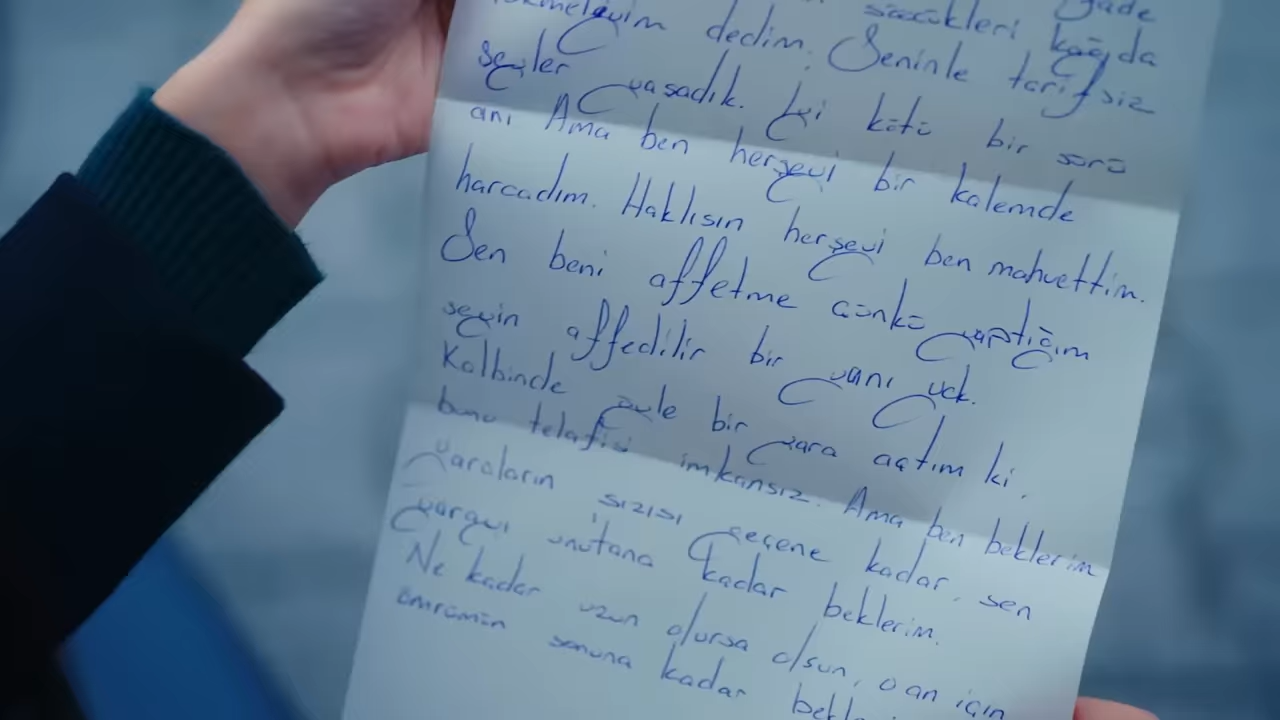 sözcükleri
dökmeliyim dedim. Seninle tarifsiz kağıda
şeyler yaşadık. İyi kötü bir sürü
anı Ama ben herşeyi bir kalemde
harcadım. Haklısın herşeyi ben mahvettim.
Sen beni affetme çünkü yaptığım
şeyin affedilir bir yanı yok.
Kalbinde öyle bir yara açtım ki,
bunu telafisi imkansız. Ama ben beklerim
yaraların sızısı geçene kadar, sen
yargıyı unutana kadar beklerim.
Ne kadar uzun olursa olsun, o an için
ömrümün sonuna kadar